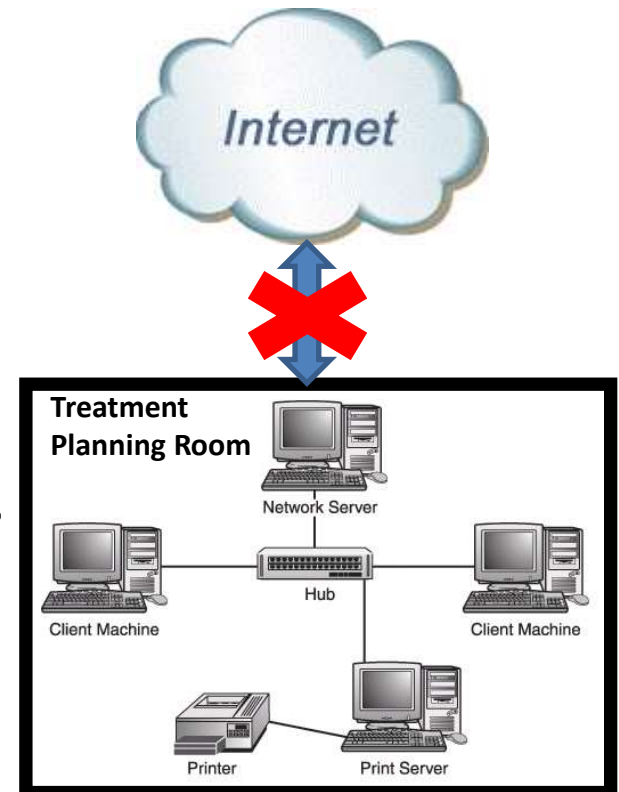 Internet
Treatment
Planning Room
Network Server
Hub
Client Machine
Client Machine
Printer
Print Server